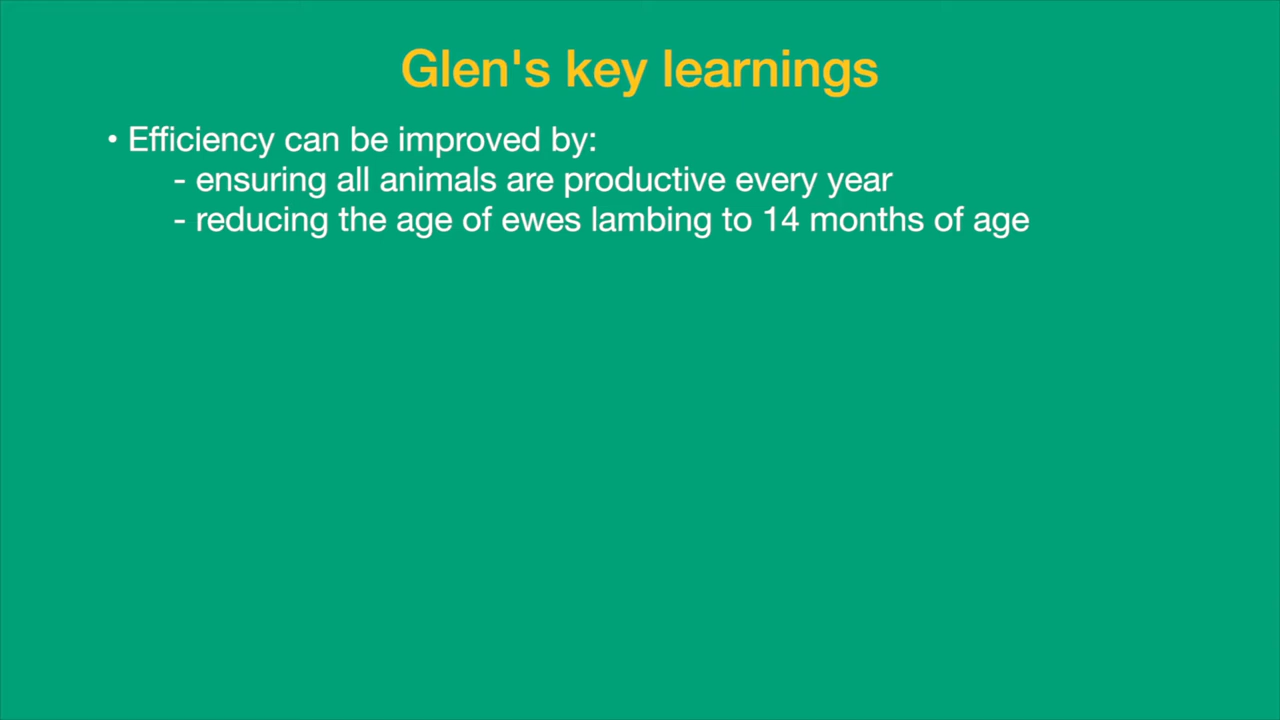 Glen's key learnings
• Efficiency can be improved by:
- ensuring all animals are productive every year
- reducing the age of ewes lambing to 14 months of age